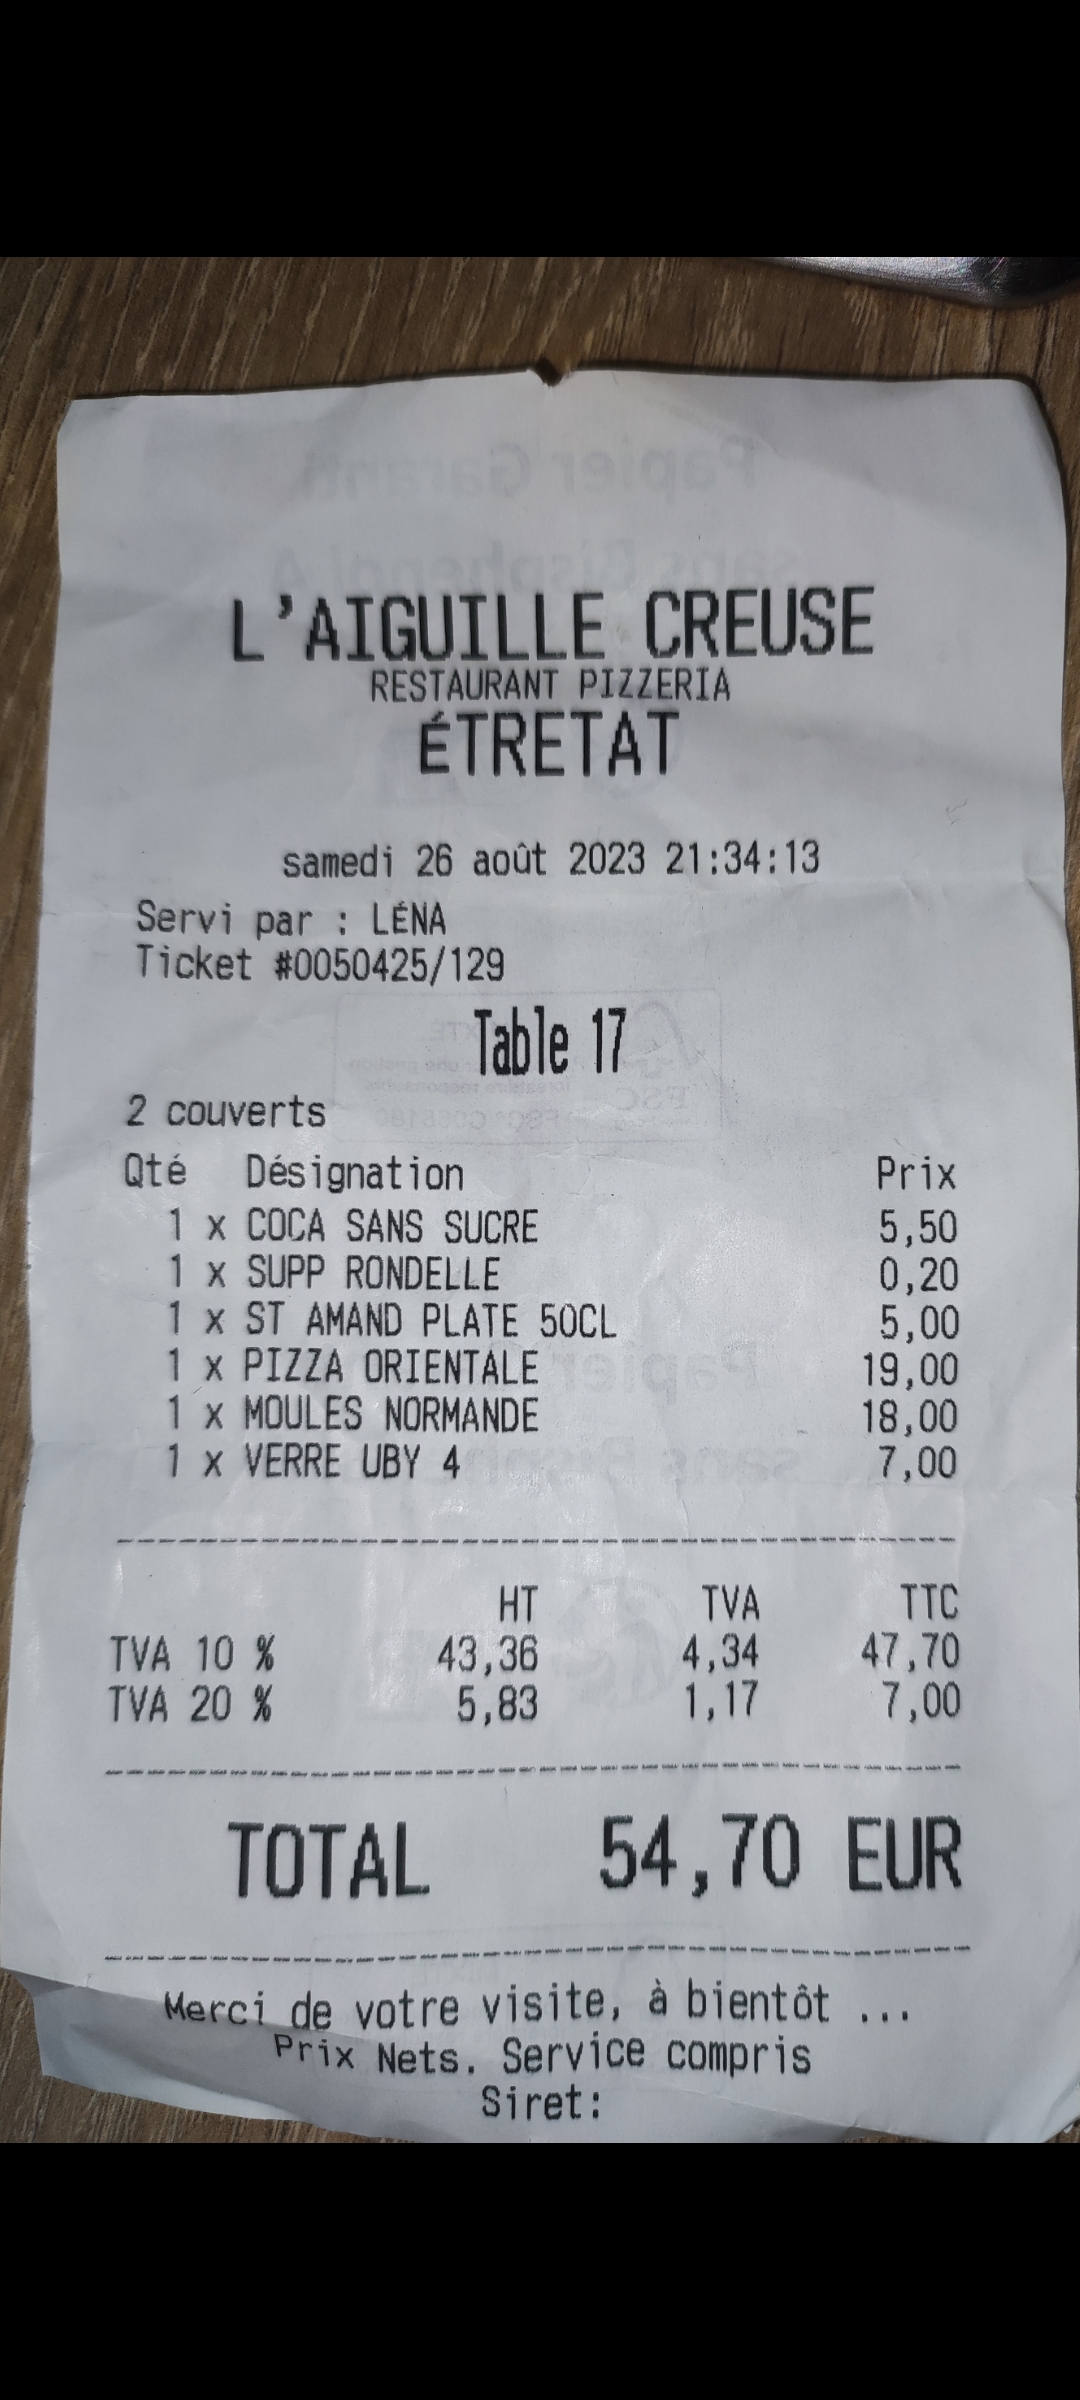 Papier Garanti
sans Bisphenol A
L'AIGUILLE CREUSE
RESTAURANT PIZZERIA
ÉTRETAT
samedi 26 août 2023 21:34:13
Servi par : LÉNA
Ticket #0050425/129
Table 17
2 couverts
Qté Désignation Prix
1 x COCA SANS SUCRE 5,50
1 x SUPP RONDELLE 0,20
1 x ST AMAND PLATE 50CL 5,00
1 x PIZZA ORIENTALE 19,00
1 x MOULES NORMANDE 18,00
1 x VERRE UBY 4 7,00
HT TVA TTC
TVA 10 % 43,36 4,34 47,70
TVA 20 % 5,83 1,17 7,00
TOTAL 54,70 EUR
Merci de votre visite, à bientôt ...
Prix Nets. Service compris
Siret: